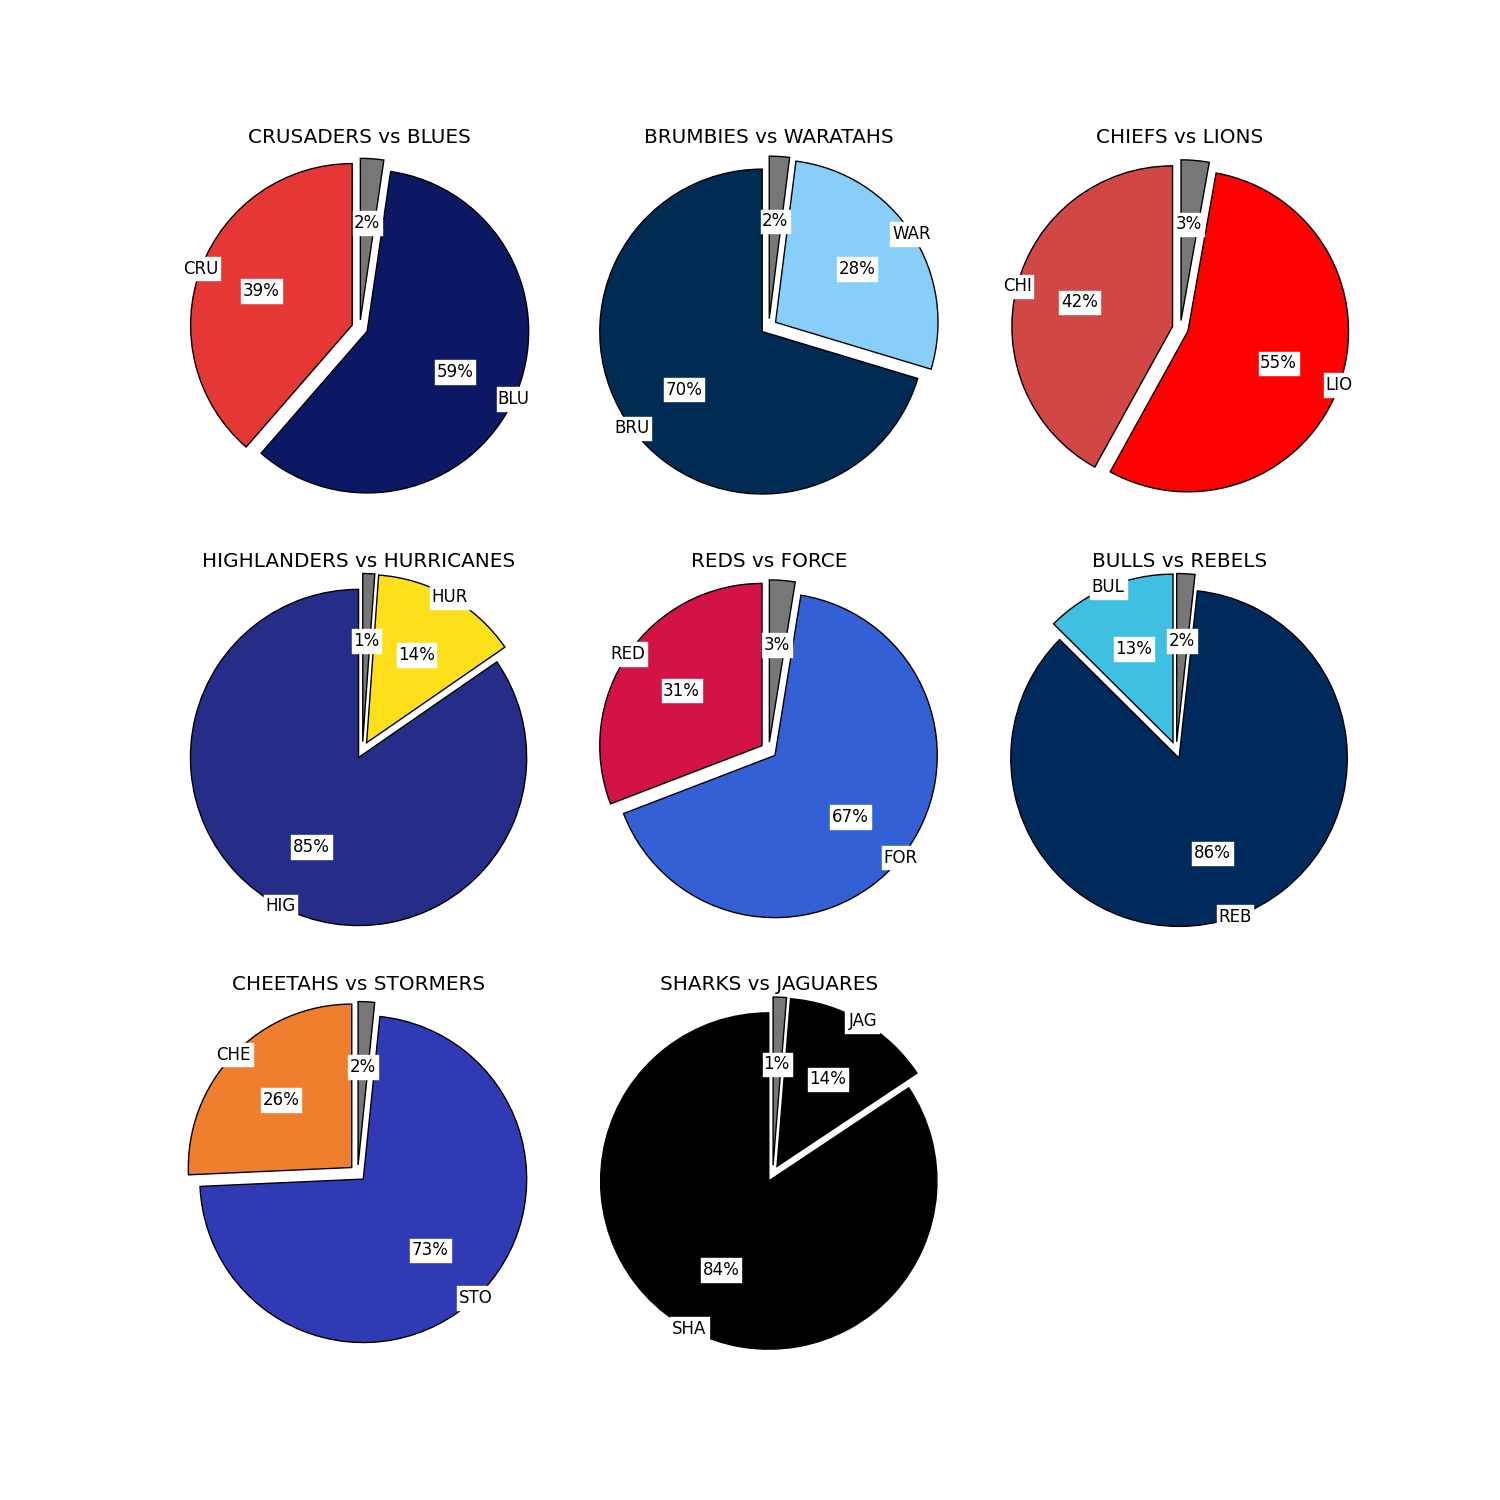 CRUSADERS vs BLUES
2%
CRU
39%
59%
BLU
BRUMBIES vs WARATAHS
2%
WAR
28%
70%
BRU
CHIEFS vs LIONS
3%
CHI
42%
55%
LIO
HIGHLANDERS vs HURRICANES
HUR
1%
14%
85%
HIG
REDS vs FORCE
3%
RED
31%
67%
FOR
BULLS vs REBELS
BUL
13%
2%
86%
REB
CHEETAHS vs STORMERS
CHE
2%
26%
73%
STO
SHARKS vs JAGUARES
JAG
1%
14%
84%
SHA